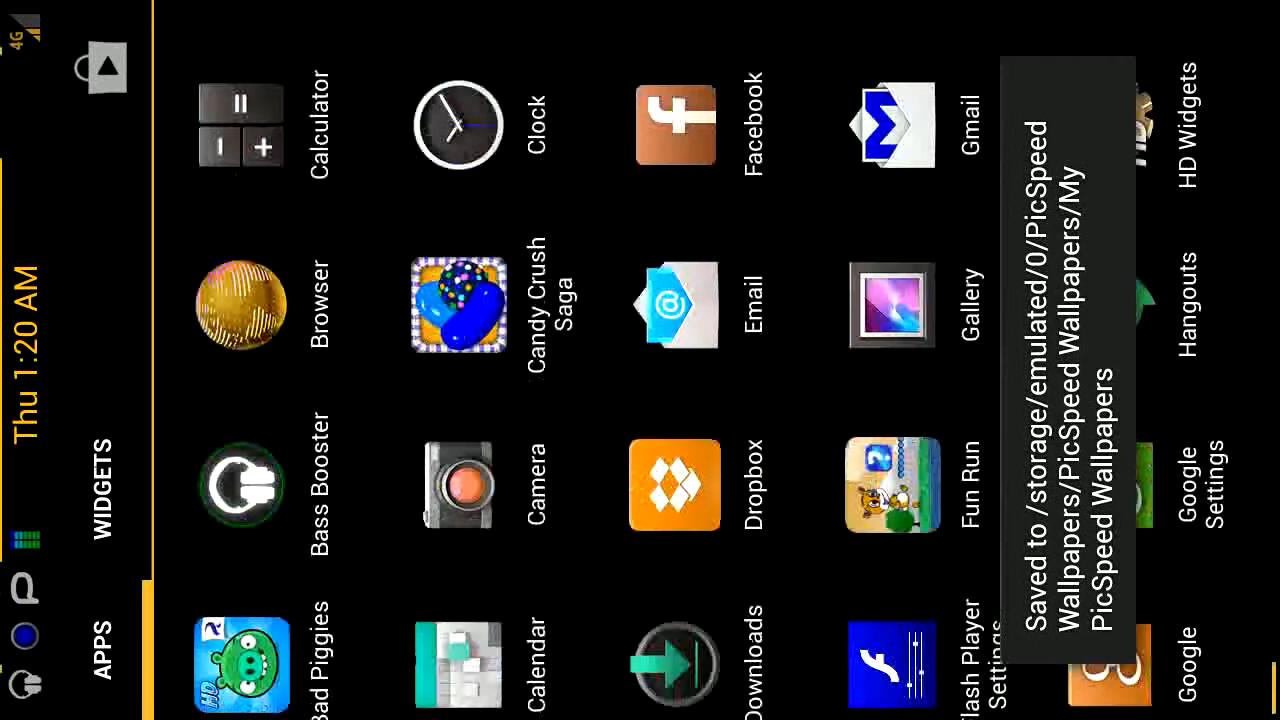 Thu 1:20 AM
4G
APPS
WIDGETS
Bad Piggies
Bass Booster
Browser
Calculator
Calendar
Camera
Candy Crush
Saga
Clock
Downloads
Dropbox
Email
Facebook
Flash Player
Settings
Fun Run
Gallery
Gmail
Saved to /storage/emulated/0/PicSpeed
Wallpapers/PicSpeed Wallpapers/My
PicSpeed Wallpapers
Google
Google
Settings
Hangouts
HD Widgets
HD